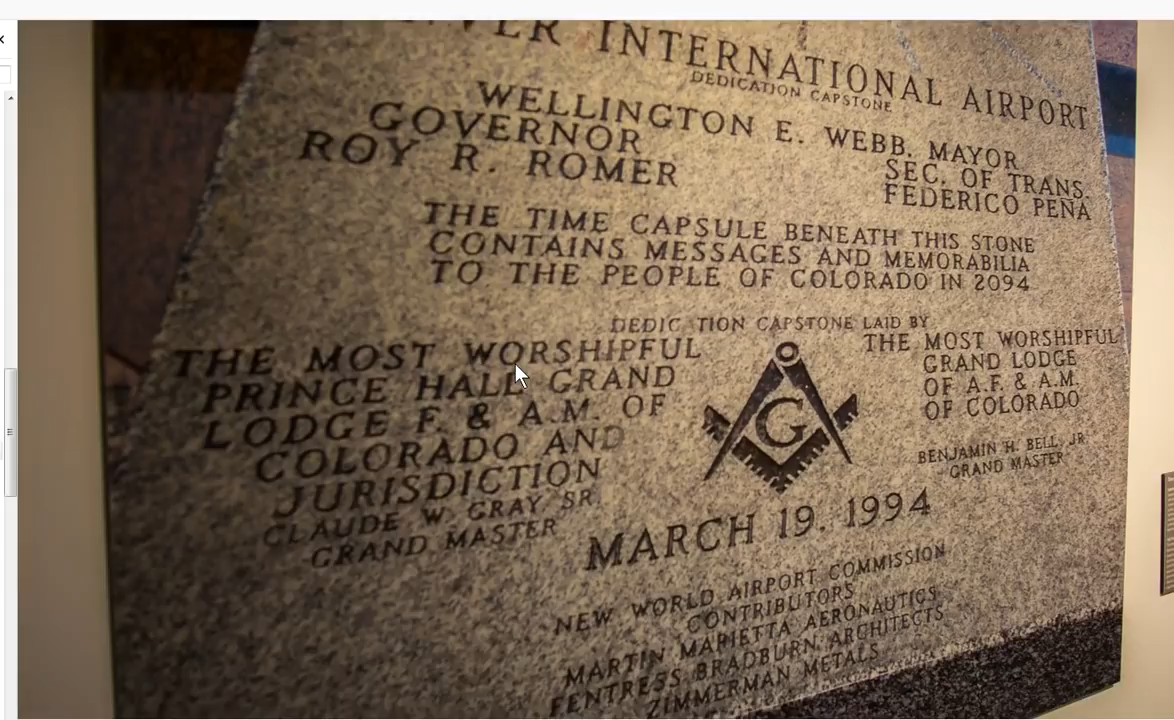 INTERNATIONAL AIRPORT
DEDICATION CAPSTONE
WELLINGTON E. WEBB, MAYOR
GOVERNOR
ROY R. ROMER
SEC. OF TRANS.
FEDERICO PEÑA
THE TIME CAPSULE BENEATH THIS STONE
CONTAINS MESSAGES AND MEMORABILIA
TO THE PEOPLE OF COLORADO IN 2094
DEDIC TION CAPSTONE LAID BY
THE MOST WORSHIPFUL
PRINCE HALL GRAND
LODGE F. & A.M. OF
COLORADO AND
JURISDICTION
CLAUDE W. GRAY SR.
GRAND MASTER
G
THE MOST WORSHIPFUL
GRAND LODGE
OF A.F. & A.M.
OF COLORADO
BENJAMIN H. BELL, JR.
GRAND MASTER
MARCH 19, 1994
NEW WORLD AIRPORT COMMISSION
CONTRIBUTORS
MARTIN MARIETTA AERONAUTICS
FENTRESS BRADBURN ARCHITECTS
ZIMMERMAN METALS